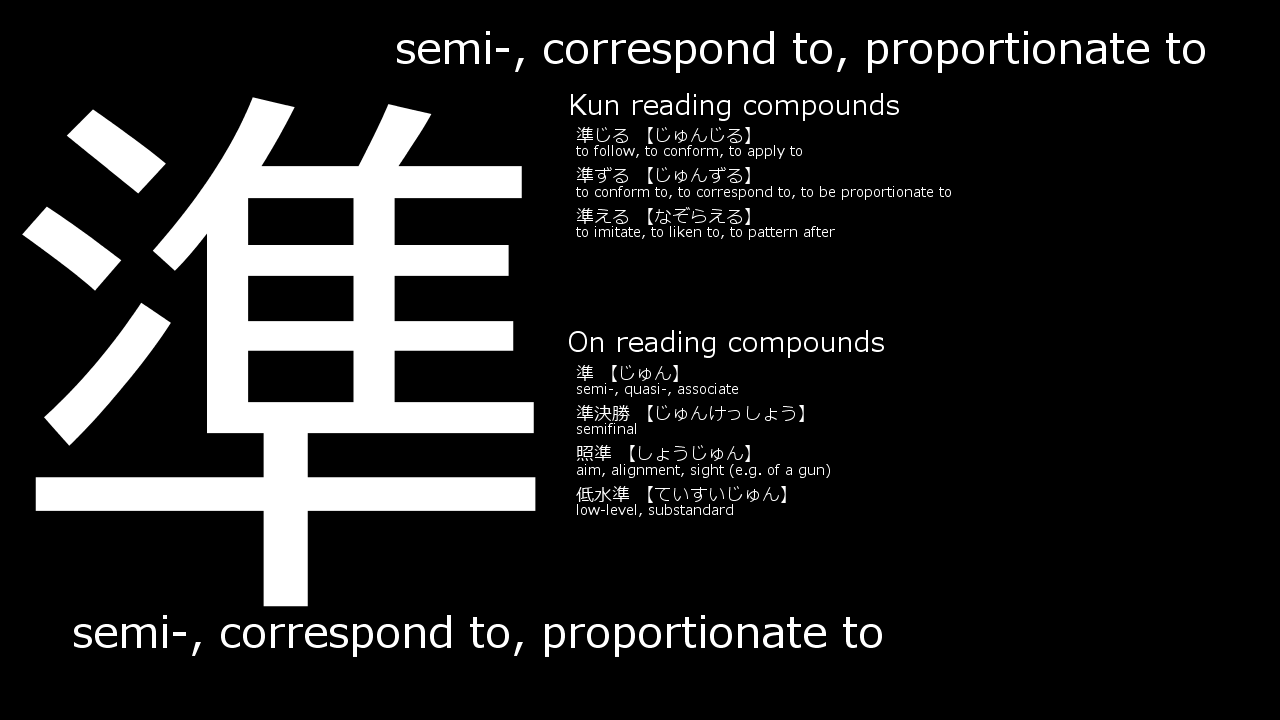 semi-, correspond to, proportionate to
準
Kun reading compounds
準じる 【じゅんじる】
to follow, to conform, to apply to
準ずる 【じゅんずる】
to conform to, to correspond to, to be proportionate to
準える 【なぞらえる】
to imitate, to liken to, to pattern after
On reading compounds
準 【じゅん】
semi-, quasi-, associate
準決勝 【じゅんけっしょう】
semifinal
照準 【しょうじゅん】
aim, alignment, sight (e.g. of a gun)
低水準 【ていすいじゅん】
low-level, substandard
semi-, correspond to, proportionate to